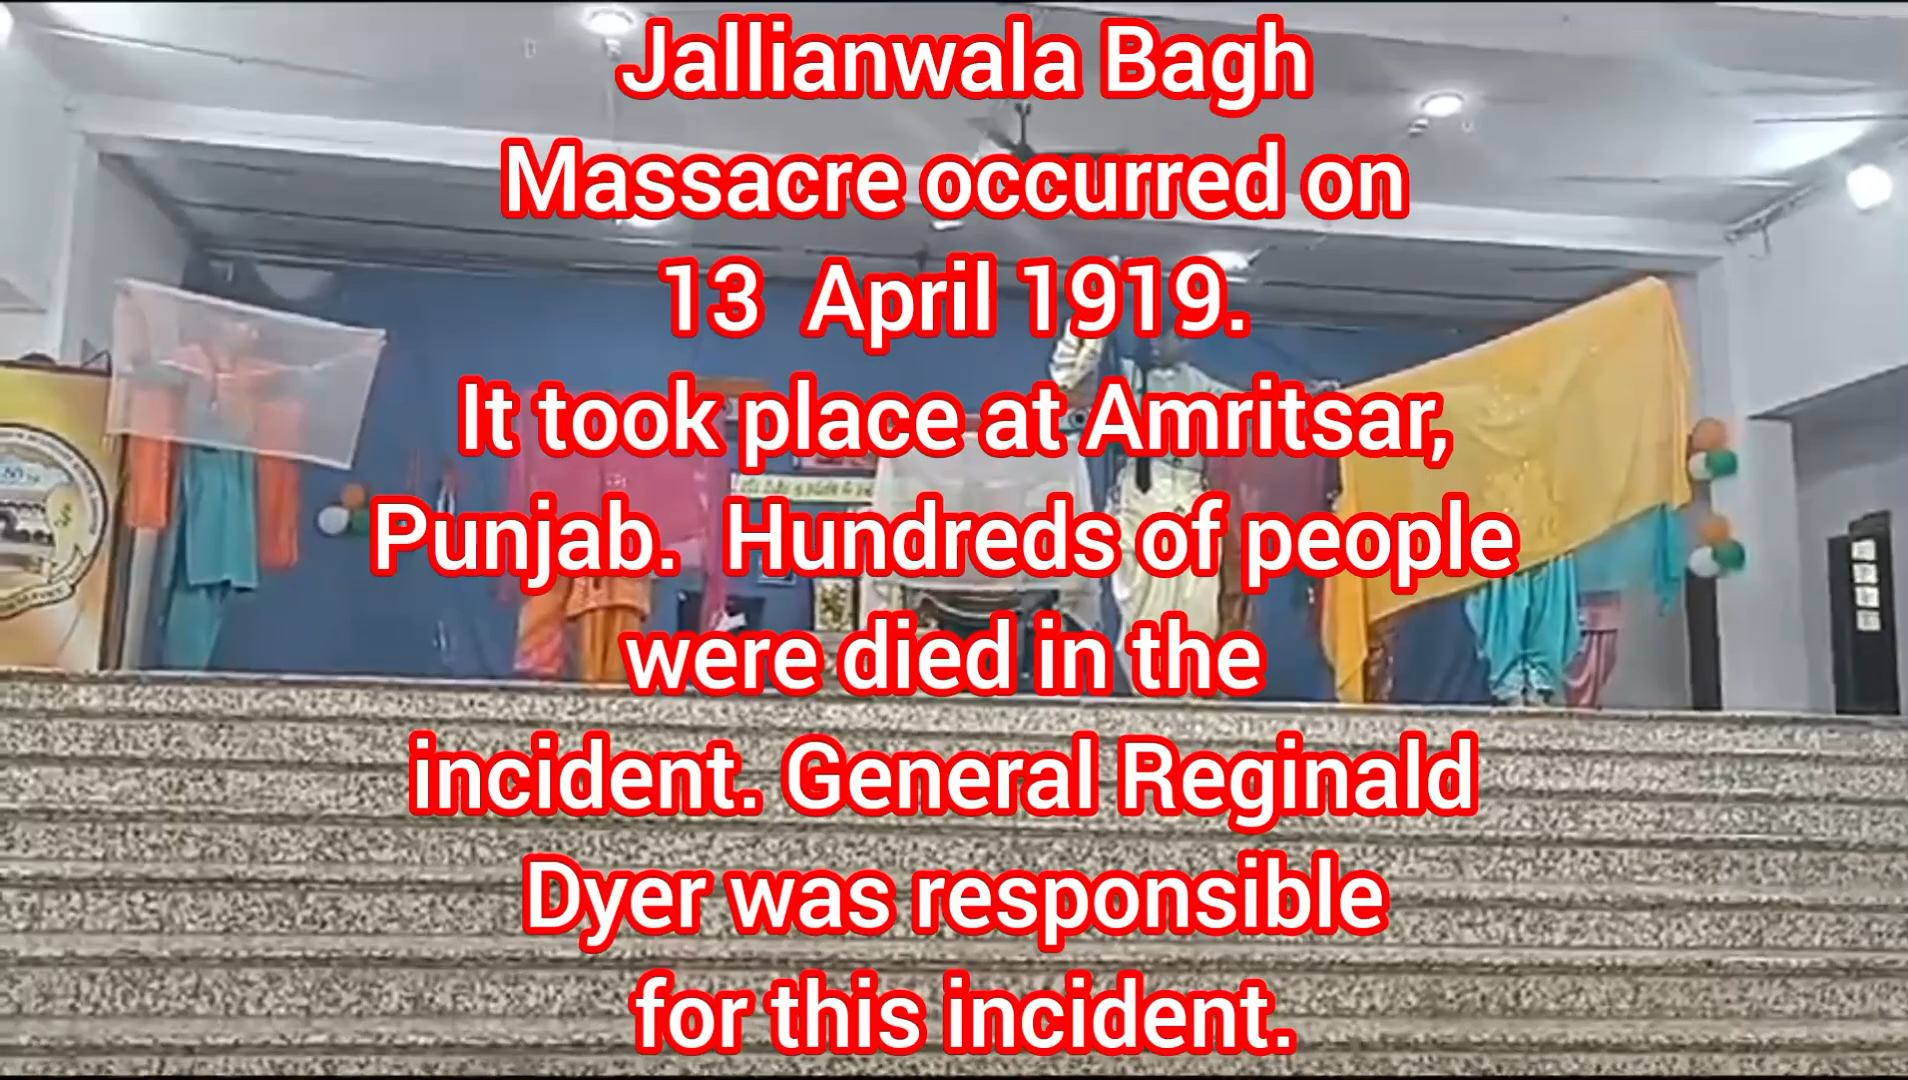 Jallianwala Bagh
Massacre occurred on
13  April 1919.
It took place at Amritsar,
Punjab.  Hundreds of people
were died in the
incident. General Reginald
Dyer was responsible
for this incident.